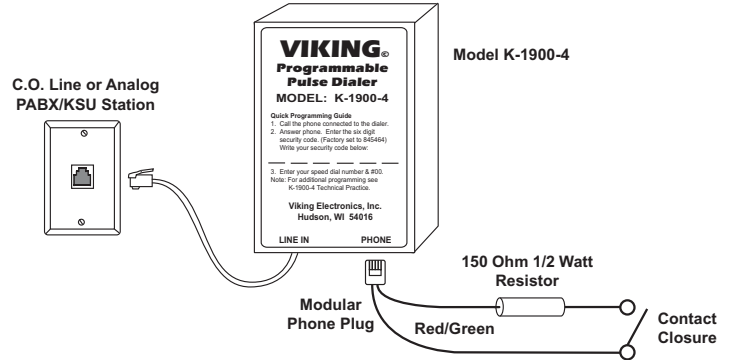 C.O. Line or Analog
PABX/KSU Station
VIKING©
Programmable
Pulse Dialer
MODEL: K-1900-4
Quick Programming Guide
1. Call the phone connected to the dialer.
2. Answer phone. Enter the six digit
security code. (Factory set to 845464)
Write your security code below:
3. Enter your speed dial number & #00.
Note: For additional programming see
K-1900-4 Technical Practice.
Viking Electronics, Inc.
Hudson, WI 54016
LINE IN PHONE
Model K-1900-4
Modular
Phone Plug
Red/Green
150 Ohm 1/2 Watt
Resistor
Contact
Closure